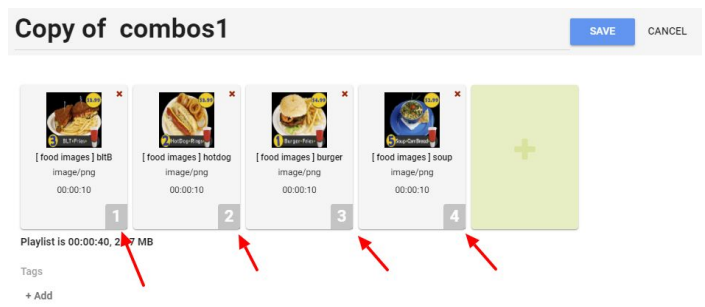 Copy of combos1
SAVE
CANCEL
[ food images ] bltB
image/png
00:00:10
1
[ food images ] hotdog
image/png
00:00:10
2
[ food images ] burger
image/png
00:00:10
3
[ food images ] soup
image/png
00:00:10
4
Playlist is 00:00:40, MB
Tags
+ Add